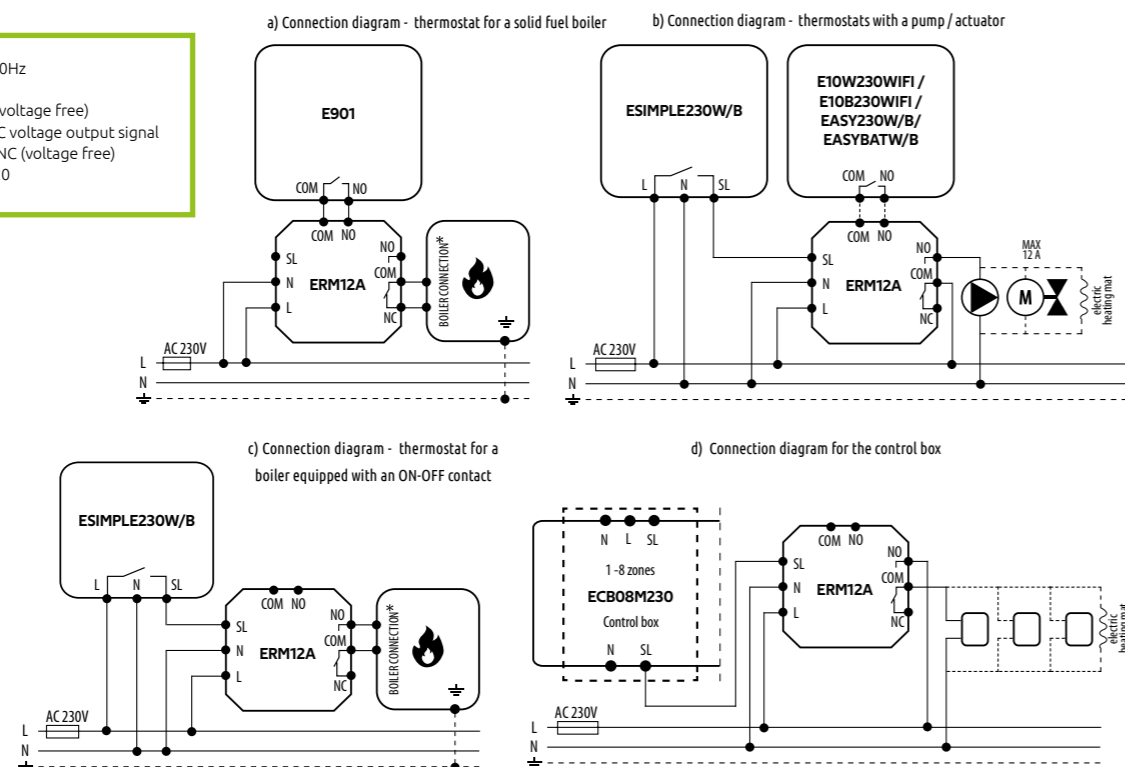 0Hz
voltage free)
C voltage output signal
NC (voltage free)
0
a) Connection diagram - thermostat for a solid fuel boiler
E901
COM NO
COM NO
SL
N
L
ERM12A
NO
COM
NC
BOILER CONNECTION*
AC 230V
L
N
b) Connection diagram - thermostats with a pump / actuator
ESIMPLE230W/B
L N SL
E10W230WIFI /
E10B230WIFI /
EASY230W/B/
EASYBATW/B
COM NO
COM NO
SL
N
L
ERM12A
NO
COM
NC
MAX
12 A
M
electric
heating mat
AC 230V
L
N
c) Connection diagram - thermostat for a
boiler equipped with an ON-OFF contact
ESIMPLE230W/B
L N SL
COM NO
SL
N
L
ERM12A
NO
COM
NC
BOILER CONNECTION*
AC 230V
L
N
d) Connection diagram for the control box
N L SL
1 -8 zones
ECB08M230
Control box
N SL
COM NO
SL
N
L
ERM12A
NO
COM
NC
electric
heating mat
AC 230V
L
N